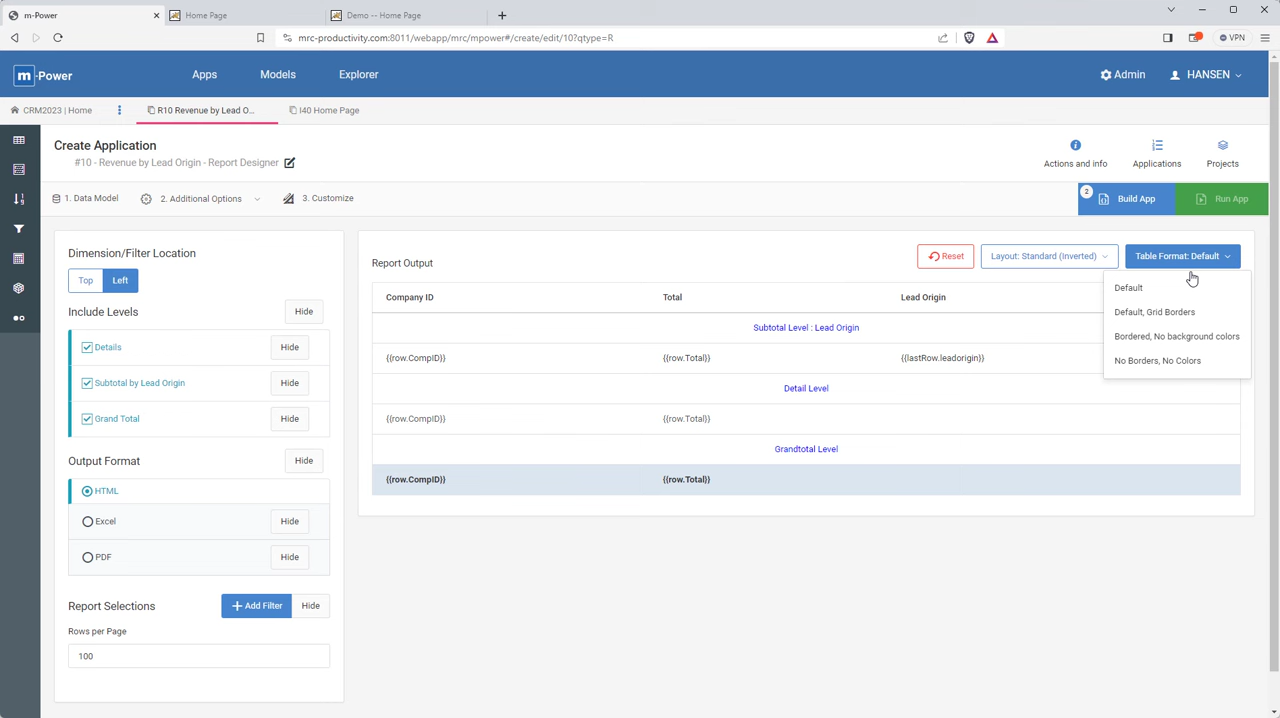 m-Power
Home Page
Demo -- Home Page
mrc-productivity.com:8011/webapp/mrc/mpower#/create/edit/10?qtype=R
VPN
m -Power
Apps
Models
Explorer
Admin
HANSEN
CRM2023 | Home
R10 Revenue by Lead O...
I40 Home Page
Create Application
#10 - Revenue by Lead Origin - Report Designer
Actions and info
Applications
Projects
1. Data Model
2. Additional Options
3. Customize
2
Build App
Run App
Dimension/Filter Location
Top
Left
Include Levels
Hide
Details
Hide
Subtotal by Lead Origin
Hide
Grand Total
Hide
Output Format
Hide
HTML
Excel
Hide
PDF
Hide
Report Selections
Add Filter
Hide
Rows per Page
100
Report Output
Reset
Layout: Standard (Inverted)
Table Format: Default
Default
Default, Grid Borders
Bordered, No background colors
No Borders, No Colors
Company ID
Total
Lead Origin
Subtotal Level : Lead Origin
{{row.CompID}}
{{row.Total}}
{{lastRow.leadorigin}}
Detail Level
{{row.CompID}}
{{row.Total}}
Grandtotal Level
{{row.CompID}}
{{row.Total}}